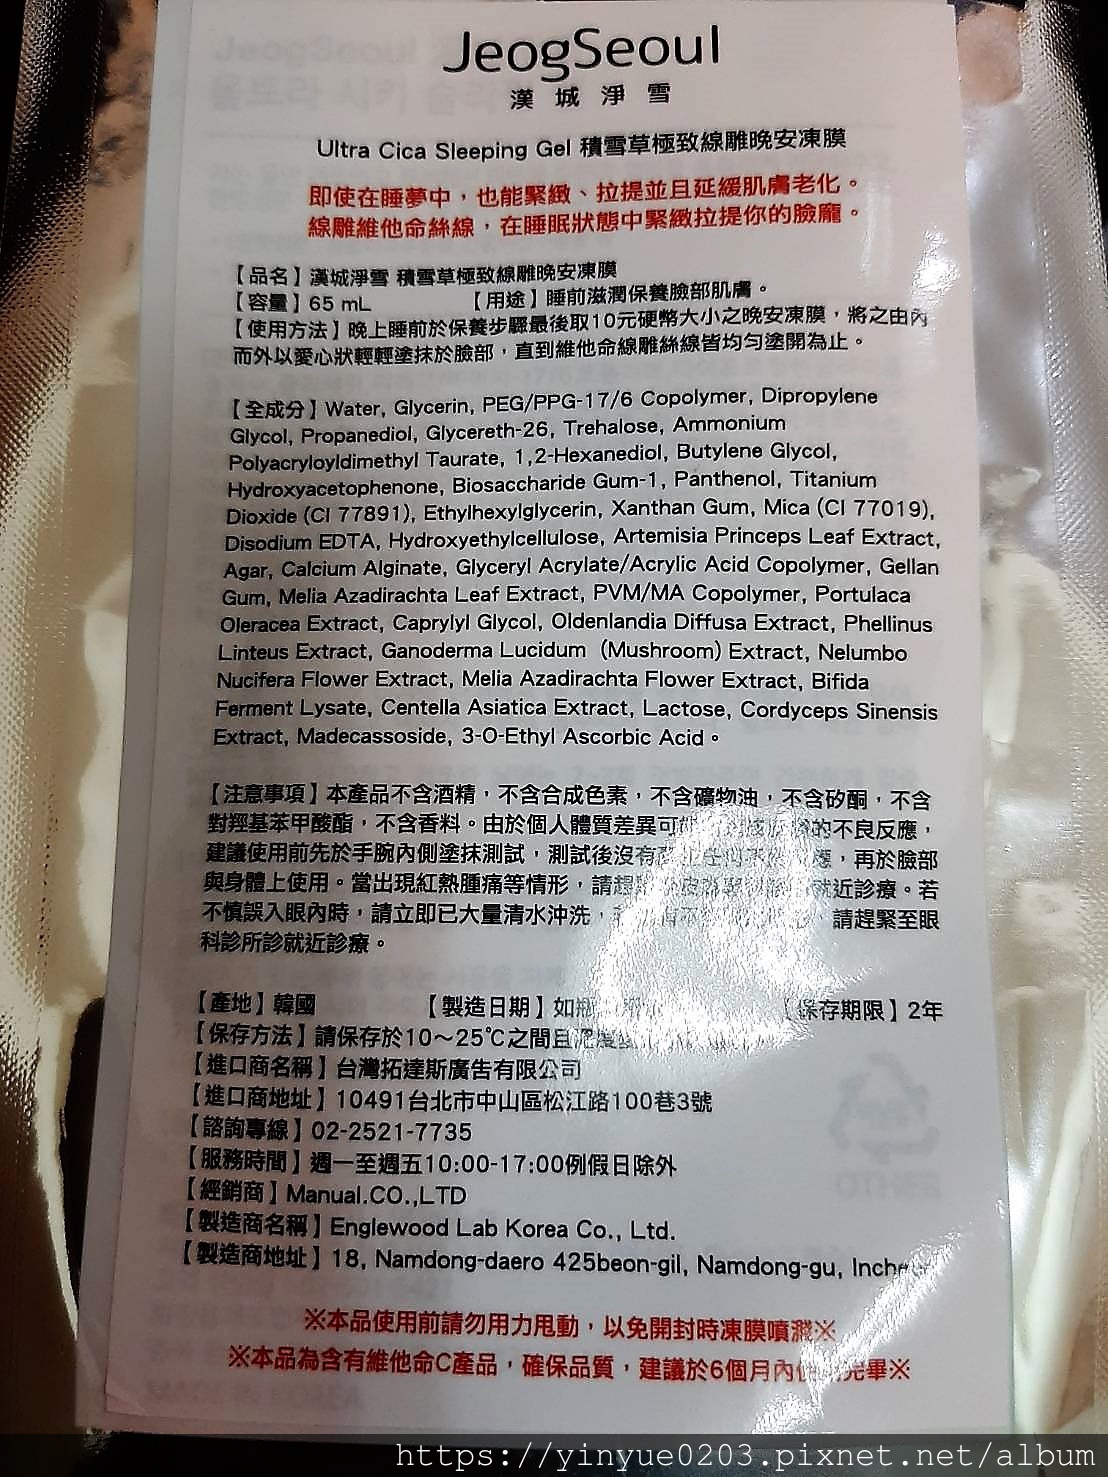 JeogSeoul
漢城淨雪
Ultra Cica Sleeping Gel 積雪草極致線雕晚安凍膜
即使在睡夢中，也能緊緻、拉提並且延緩肌膚老化。
線雕維他命絲線，在睡眠狀態中緊緻拉提你的臉龐。
【品名】漢城淨雪 積雪草極致線雕晚安凍膜
【容量】65 mL 【用途】睡前滋潤保養臉部肌膚。
【使用方法】晚上睡前於保養步驟最後取10元硬幣大小之晚安凍膜，將之由內
而外以愛心狀輕輕塗抹於臉部，直到維他命線雕絲線皆均勻塗開為止。
【全成分】Water, Glycerin, PEG/PPG-17/6 Copolymer, Dipropylene
Glycol, Propanediol, Glycereth-26, Trehalose, Ammonium
Polyacryloyldimethyl Taurate, 1,2-Hexanediol, Butylene Glycol,
Hydroxyacetophenone, Biosaccharide Gum-1, Panthenol, Titanium
Dioxide (CI 77891), Ethylhexylglycerin, Xanthan Gum, Mica (CI 77019),
Disodium EDTA, Hydroxyethylcellulose, Artemisia Princeps Leaf Extract,
Agar, Calcium Alginate, Glyceryl Acrylate/Acrylic Acid Copolymer, Gellan
Gum, Melia Azadirachta Leaf Extract, PVM/MA Copolymer, Portulaca
Oleracea Extract, Caprylyl Glycol, Oldenlandia Diffusa Extract, Phellinus
Linteus Extract, Ganoderma Lucidum (Mushroom) Extract, Nelumbo
Nucifera Flower Extract, Melia Azadirachta Flower Extract, Bifida
Ferment Lysate, Centella Asiatica Extract, Lactose, Cordyceps Sinensis
Extract, Madecassoside, 3-O-Ethyl Ascorbic Acid。
【注意事項】本產品不含酒精，不含合成色素，不含礦物油，不含矽酮，不含
對羥基苯甲酸酯，不含香料。由於個人體質差異可 的不良反應，
建議使用前先於手腕內側塗抹測試，測試後沒有 應，再於臉部
與身體上使用。當出現紅熱腫痛等情形，請 就近診療。若
不慎誤入眼內時，請立即已大量清水沖洗， 請趕緊至眼
科診所診就近診療。
【產地】韓國 【製造日期】如瓶 【保存期限】2年
【保存方法】請保存於10～25℃之間且
【進口商名稱】台灣拓達斯廣告有限公司
【進口商地址】10491台北市中山區松江路100巷3號
【諮詢專線】02-2521-7735
【服務時間】週一至週五10:00-17:00例假日除外
【經銷商】Manual.CO.,LTD
【製造商名稱】Englewood Lab Korea Co., Ltd.
【製造商地址】18, Namdong-daero 425beon-gil, Namdong-gu,
※本品使用前請勿用力甩動，以免開封時凍膜噴濺※
※本品為含有維他命C產品，確保品質，建議於6個月內 完畢※
https://yinyue0203.pixnet.net/album